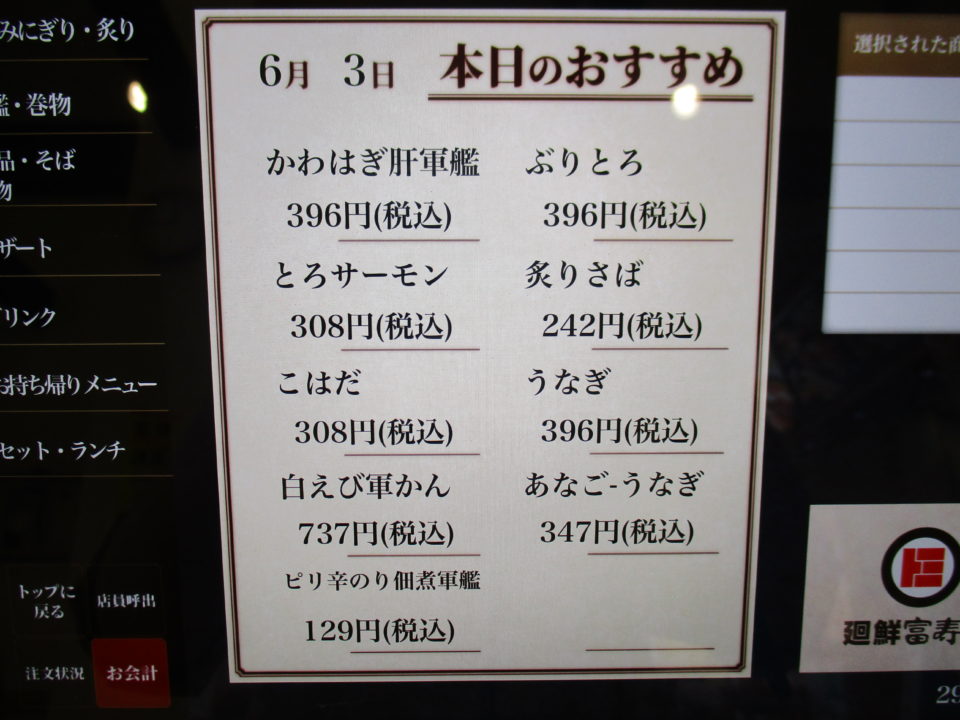 みにぎり・炙り
艦・巻物
品・そば
物
ザート
ドリンク
お持ち帰りメニュー
セット・ランチ
トップに
戻る
店員呼出
注文状況
お会計
6月 3日 本日のおすすめ
かわはぎ肝軍艦
396円(税込)
ぶりとろ
396円(税込)
とろサーモン
308円(税込)
炙りさば
242円(税込)
こはだ
308円(税込)
うなぎ
396円(税込)
白えび軍かん
737円(税込)
あなご-うなぎ
347円(税込)
ピリ辛のり佃煮軍艦
129円(税込)
選択された商
廻鮮富寿
29